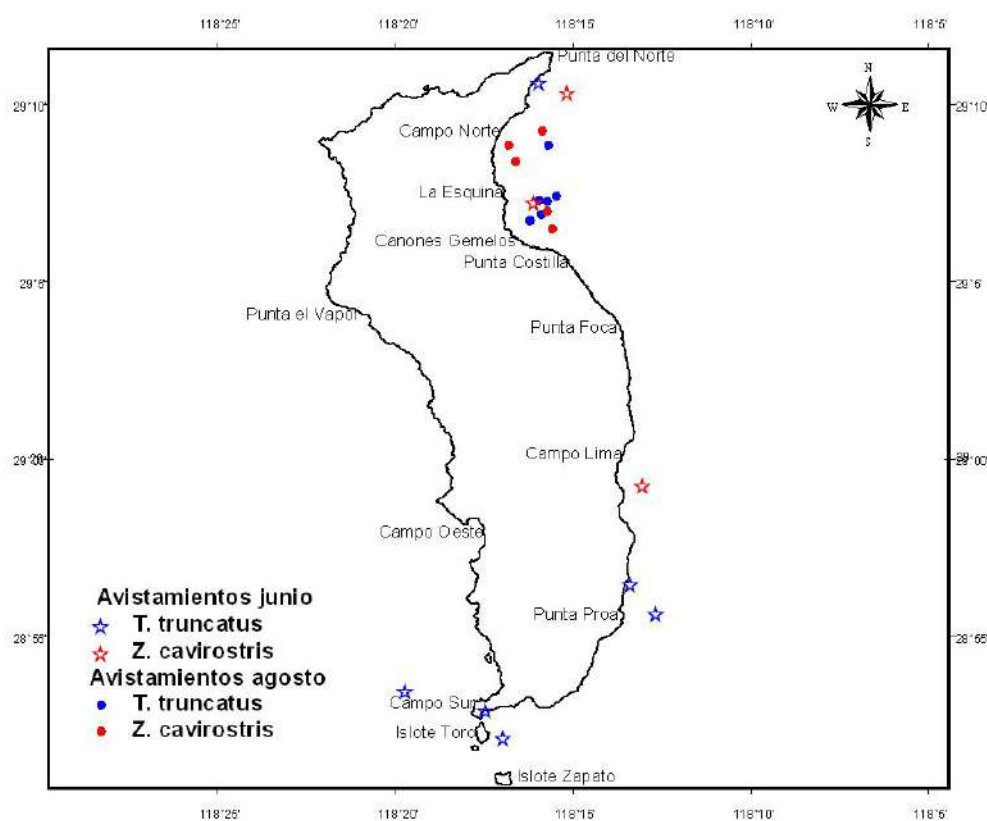 118°25' 118°20' 118°15' 118°10' 118°5'
Punta del Norte
N
W E
S
29°10' 29°10'
Campo Norte
La Esquina
Canones Gemelos
Punta Costilla
29°5' 29°5'
Punta el Vapor
Punta Foca
Campo Lima
Campo Oeste
Avistamientos junio
T. truncatus
Z. cavirostris
Avistamientos agosto
T. truncatus
Z. cavirostris
Punta Proa
28°55' 28°55'
Campo Sur
Islote Toro
Islote Zapato
118°25' 118°20' 118°15' 118°10' 118°5'